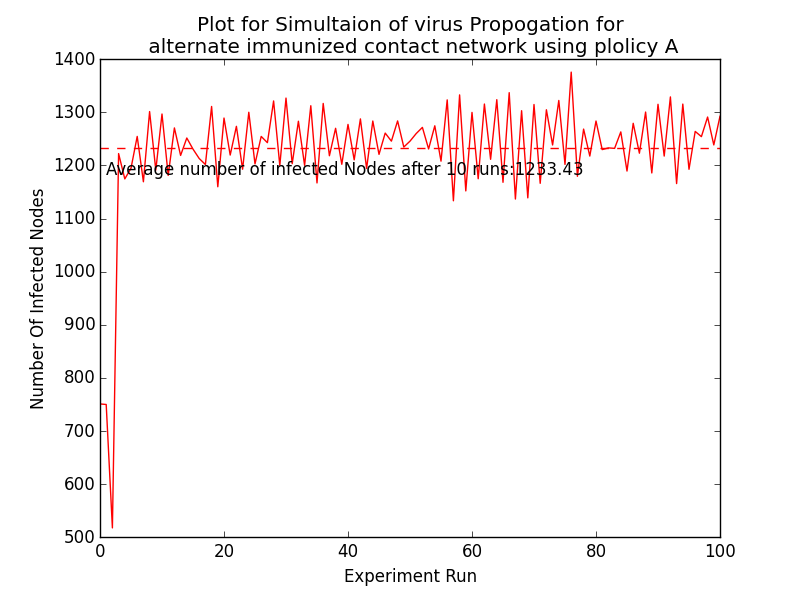 Plot for Simultaion of virus Propogation for
alternate immunized contact network using plolicy A
1400
1300
1200
1100
1000
900
800
700
600
500
Number Of Infected Nodes
Average number of infected Nodes after 10 runs:1233.43
0 20 40 60 80 100
Experiment Run